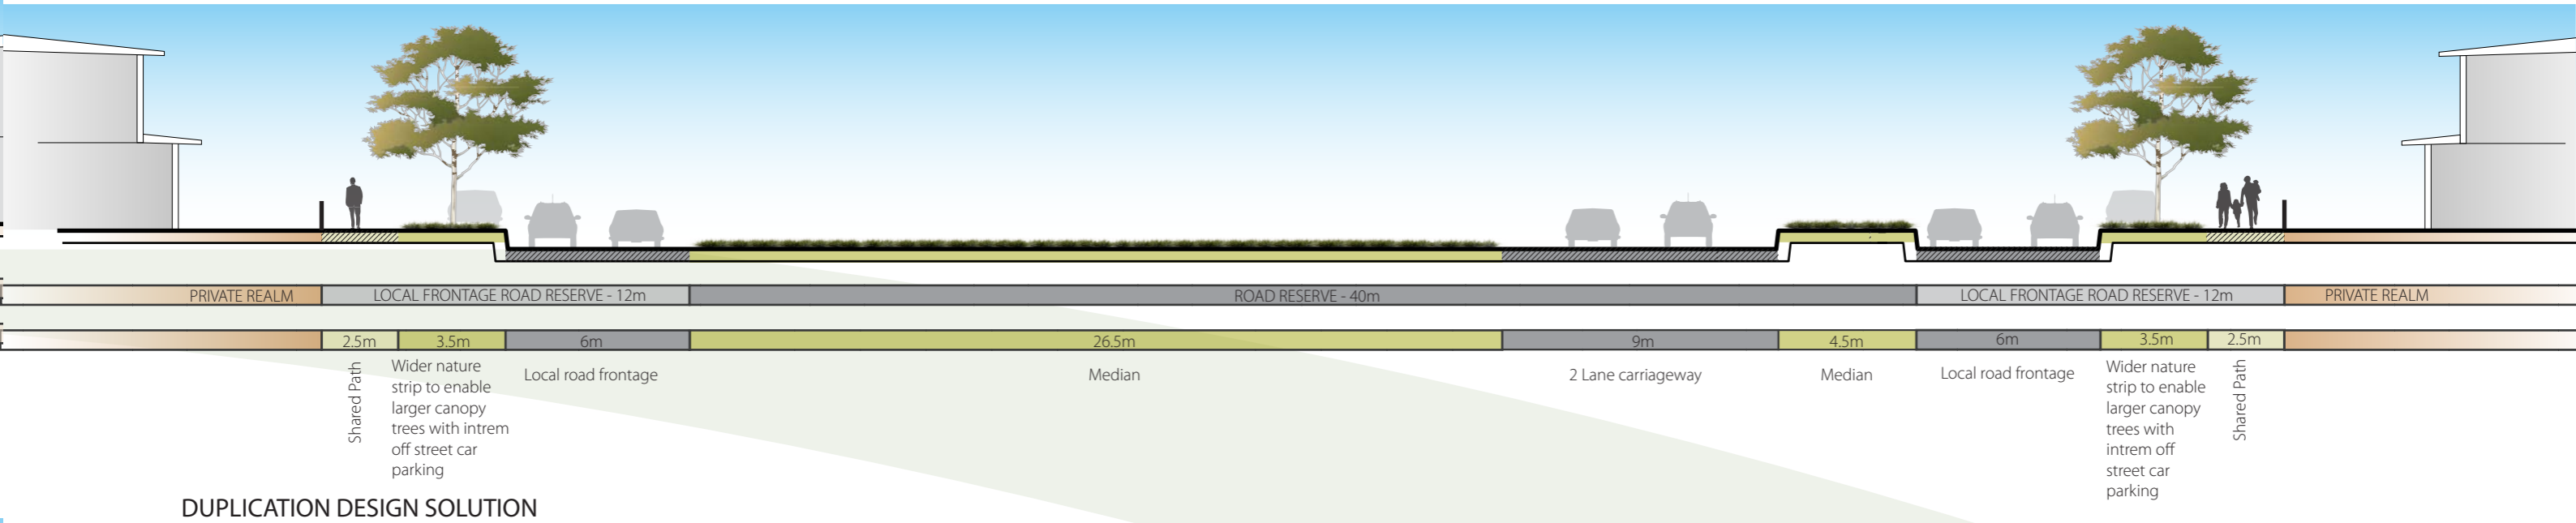 PRIVATE REALM
LOCAL FRONTAGE ROAD RESERVE - 12m
ROAD RESERVE - 40m
LOCAL FRONTAGE ROAD RESERVE - 12m
PRIVATE REALM
2.5m
3.5m
6m
26.5m
9m
4.5m
6m
3.5m
2.5m
Shared Path
Wider nature
strip to enable
larger canopy
trees with intrem
off street car
parking
Local road frontage
Median
2 Lane carriageway
Median
Local road frontage
Wider nature
strip to enable
larger canopy
trees with
intrem off
street car
parking
Shared Path
DUPLICATION DESIGN SOLUTION